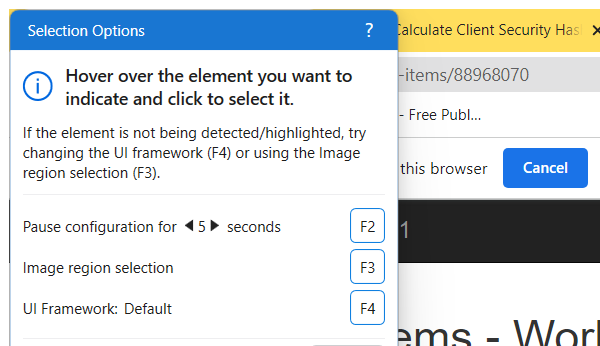 Selection Options ?
Hover over the element you want to
indicate and click to select it.
If the element is not being detected/highlighted, try
changing the UI framework (F4) or using the Image
region selection (F3).
Pause configuration for 5 seconds F2
Image region selection F3
UI Framework: Default F4
Calculate Client Security Has
-items/88968070
- Free Publ...
this browser Cancel
1
ems - Wor